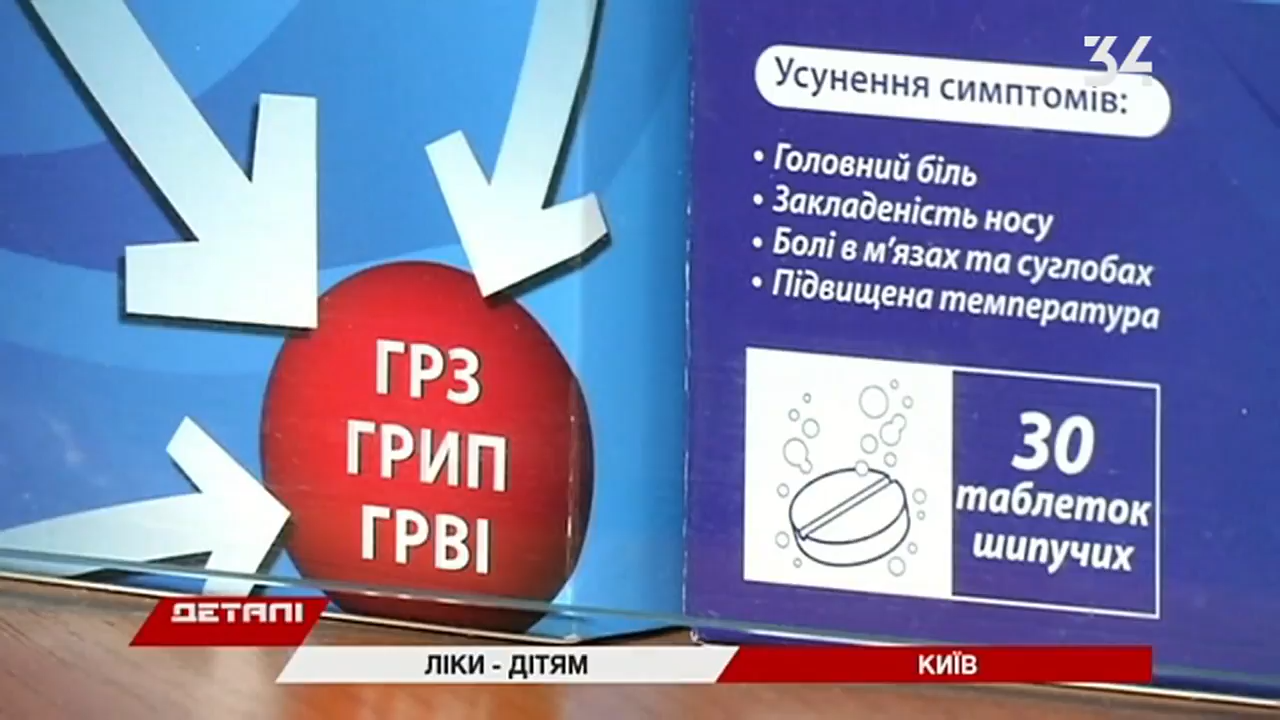 34
Усунення симптомів:
• Головний біль
• Закладеність носу
• Болі в м'язах та суглобах
• Підвищена температура
ГРЗ
ГРИП
ГРВІ
30
таблеток
шипучих
ДЕТАЛІ
ЛІКИ - ДІТЯМ
КИЇВ